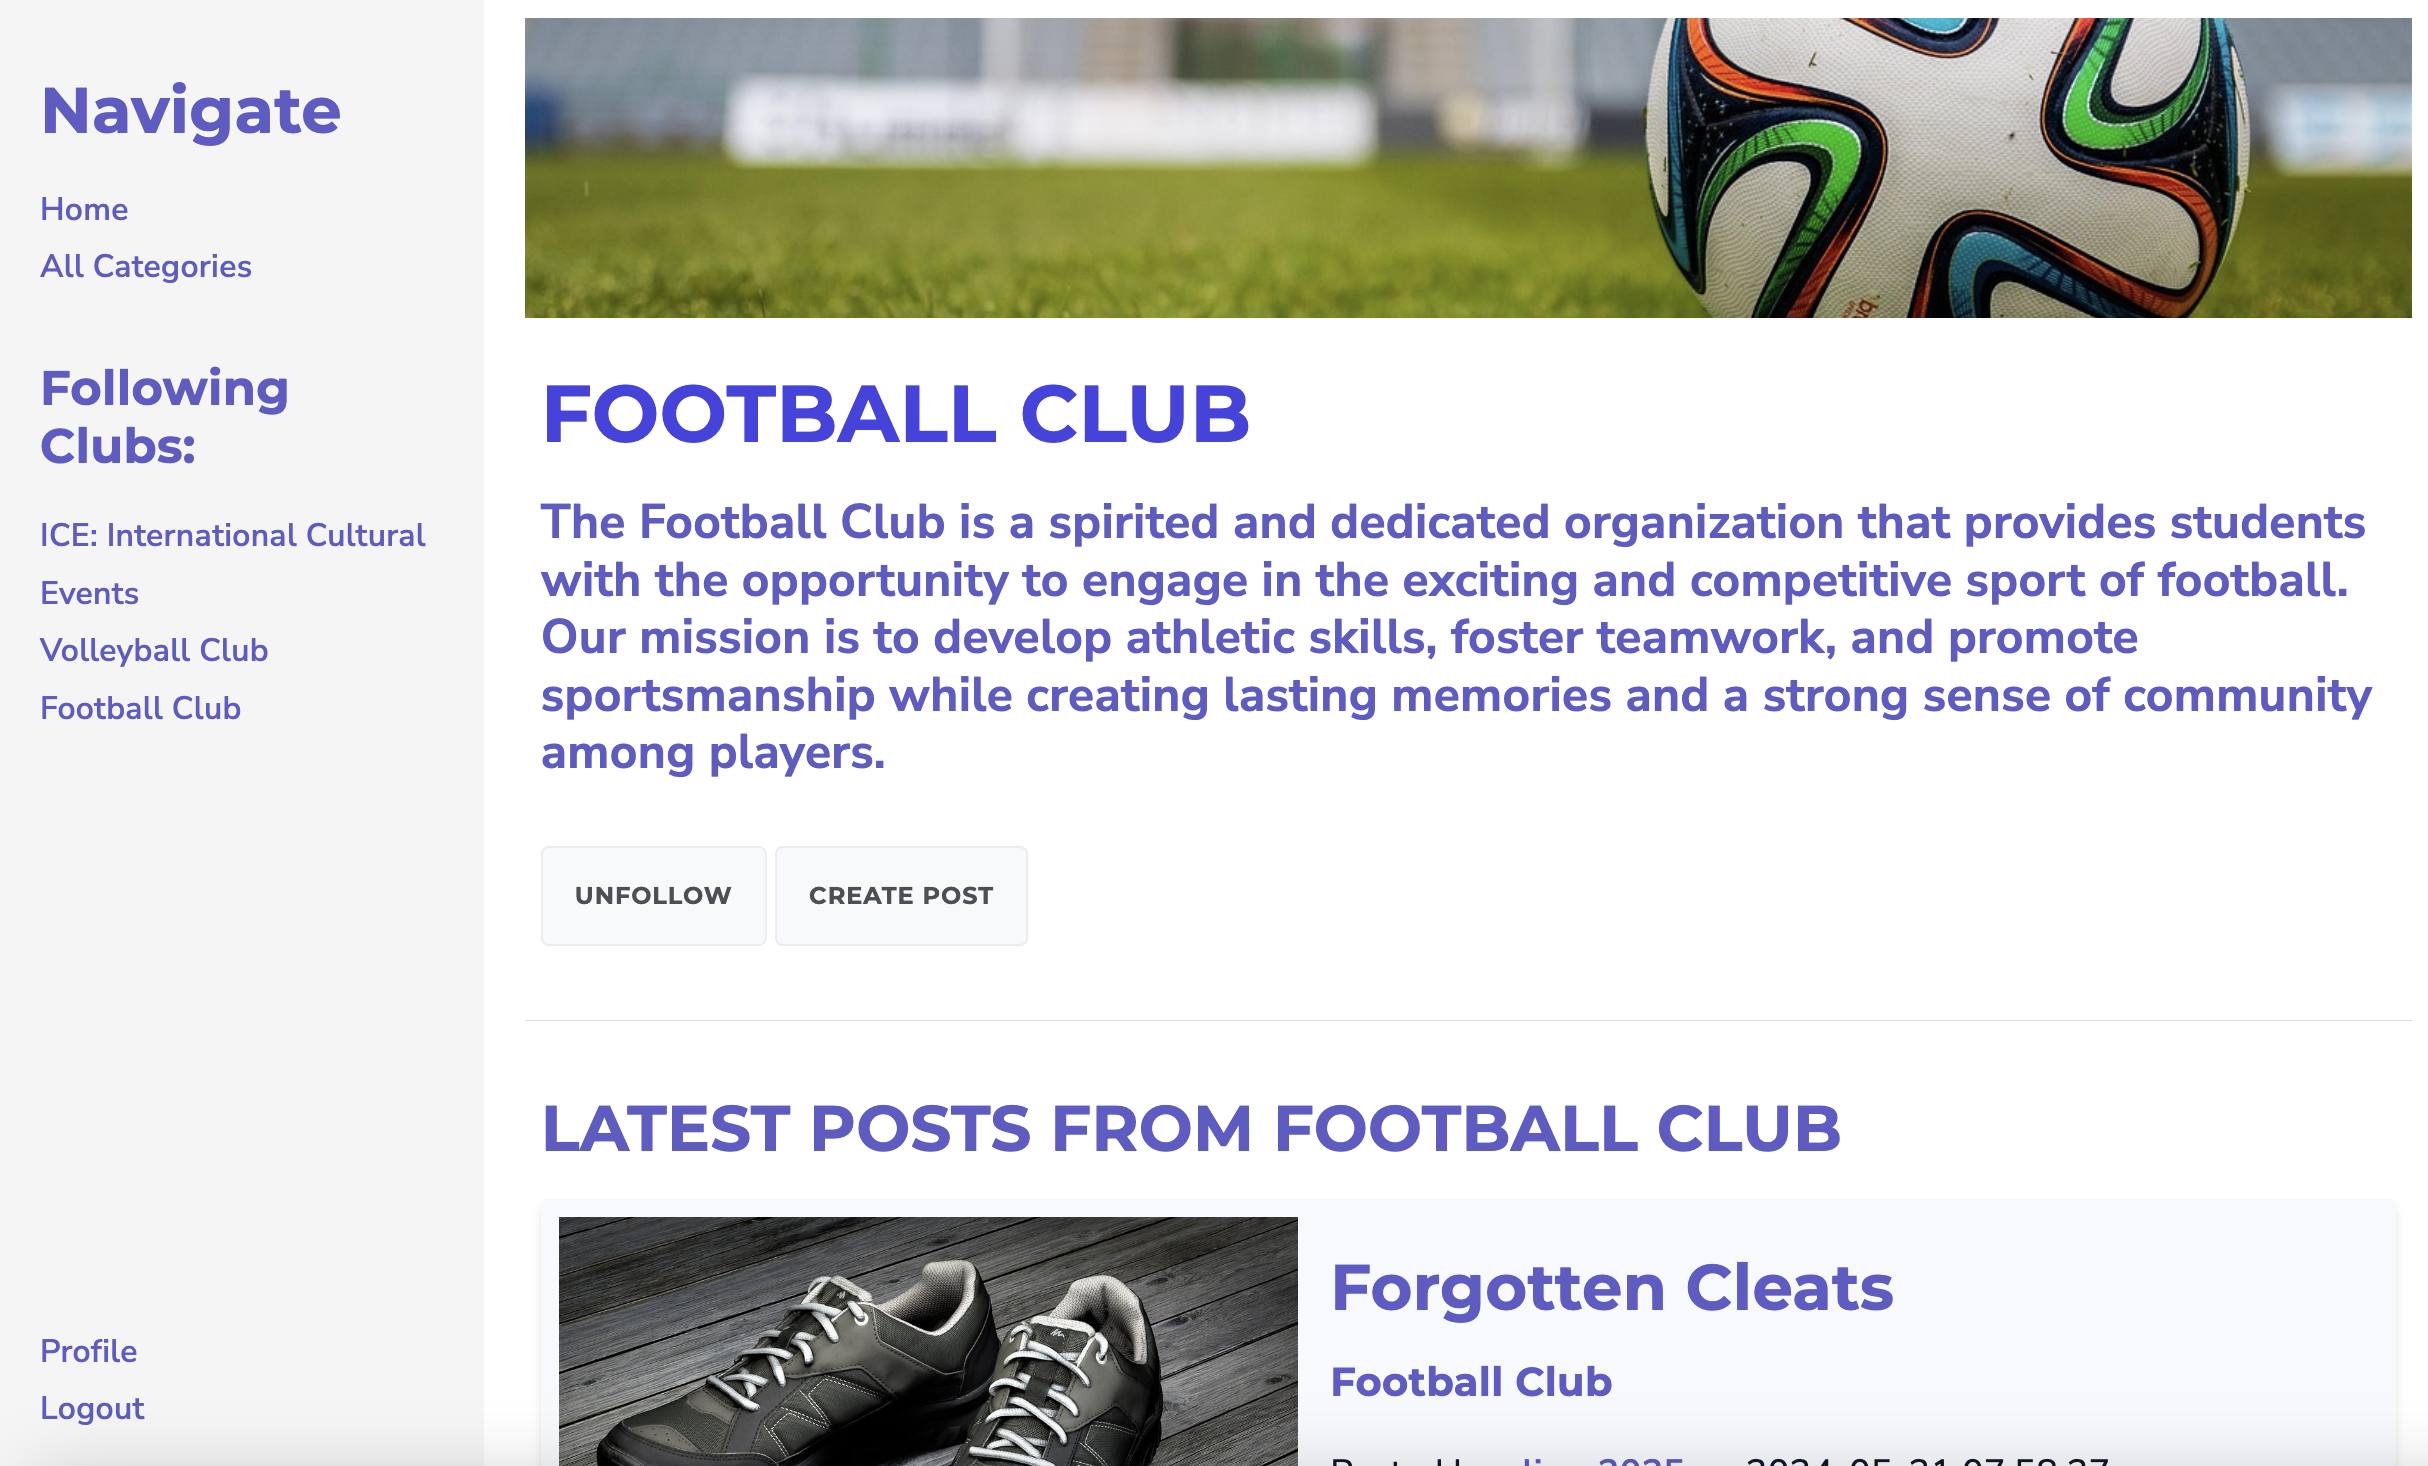 Navigate
Home
All Categories
Following
Clubs:
ICE: International Cultural
Events
Volleyball Club
Football Club
Profile
Logout
FOOTBALL CLUB
The Football Club is a spirited and dedicated organization that provides students
with the opportunity to engage in the exciting and competitive sport of football.
Our mission is to develop athletic skills, foster teamwork, and promote
sportsmanship while creating lasting memories and a strong sense of community
among players.
UNFOLLOW
CREATE POST
LATEST POSTS FROM FOOTBALL CLUB
Forgotten Cleats
Football Club